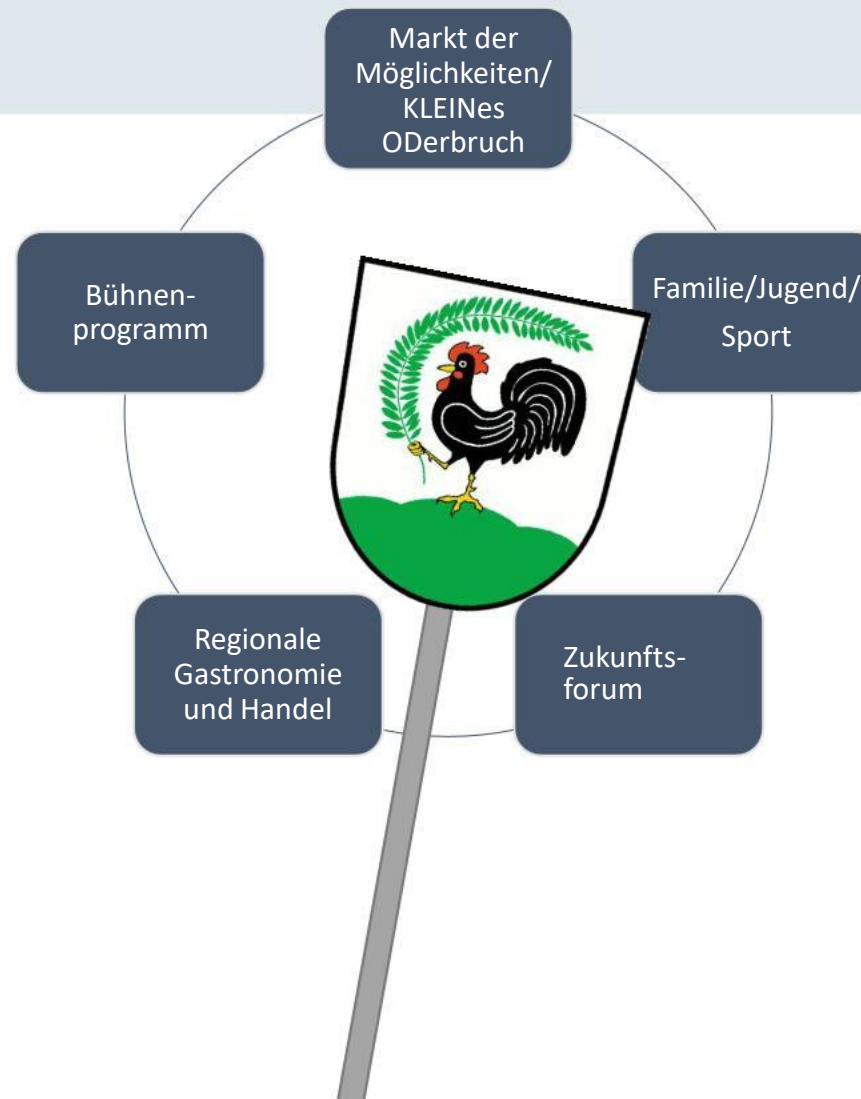 Markt der
Möglichkeiten/
KLEINes
ODerbruch
Bühnen-
programm
Familie/Jugend/
Sport
Regionale
Gastronomie
und Handel
Zukunfts-
forum